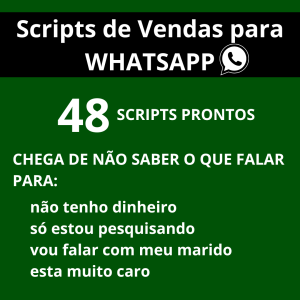 Scripts de Vendas para
WHATSAPP
48 SCRIPTS PRONTOS
CHEGA DE NÃO SABER O QUE FALAR
PARA:
não tenho dinheiro
só estou pesquisando
vou falar com meu marido
esta muito caro